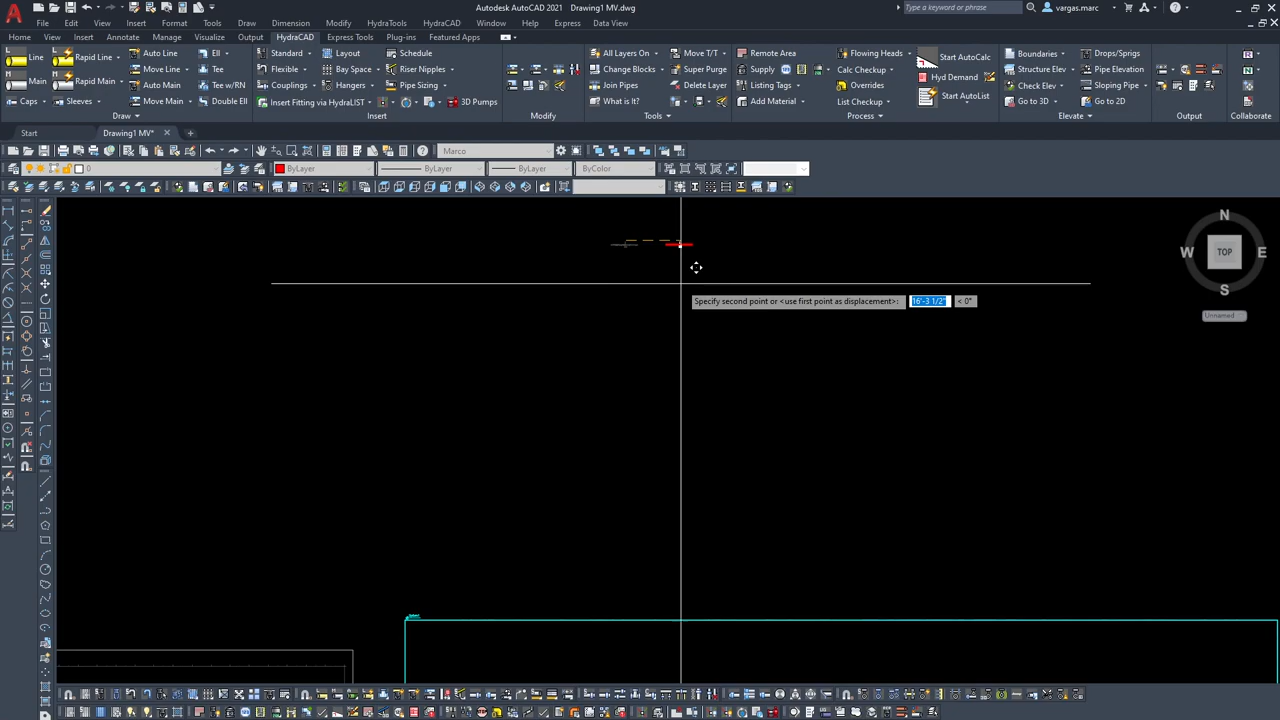 Autodesk AutoCAD 2021 Drawing1 MV.dwg
Type a keyword or phrase
vargas.marc
File Edit View Insert Format Tools Draw Dimension Modify HydraTools HydraCAD Window Help Express Data View
Home View Insert Annotate Manage Visualize Output HydraCAD Express Tools Plug-ins Featured Apps
Line Rapid Line Auto Line Ell Standard Layout Schedule All Layers On Move T/T Remote Area Flowing Heads Start AutoCalc Boundaries Drops/Sprigs
Move Line Tee Flexible Bay Space Riser Nipples Change Blocks Super Purge Supply Calc Checkup Hyd Demand Structure Elev Pipe Elevation
Main Rapid Main Auto Main Tee w/RN Couplings Hangers Pipe Sizing Join Pipes Delete Layer Listing Tags Overrides Start AutoList Check Elev Sloping Pipe
Caps Sleeves Move Main Double Ell Insert Fitting via HydraLIST 3D Pumps What is It? Add Material List Checkup Go to 3D Go to 2D
Draw Insert Modify Tools Process Elevate Output Collaborate
Start Drawing1 MV*
Marco
0 ByLayer ByLayer ByLayer ByColor
N
W TOP E
S
Unnamed
Specify second point or <use first point as displacement>: 16'-3 1/2" < 0°